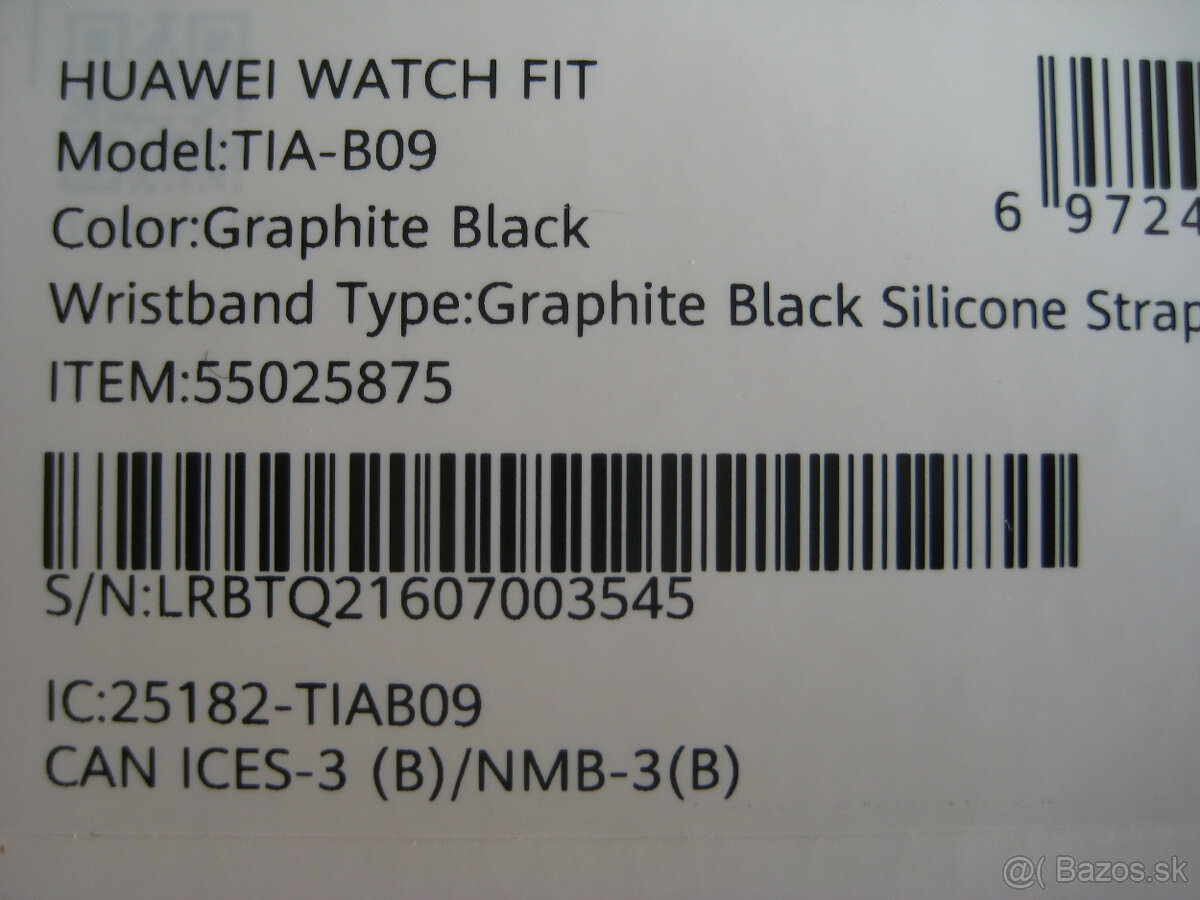 HUAWEI WATCH FIT
Model:TIA-B09
Color:Graphite Black
6 9724
Wristband Type:Graphite Black Silicone Strap
ITEM:55025875
S/N:LRBTQ21607003545
IC:25182-TIAB09
CAN ICES-3 (B)/NMB-3(B)
@( Bazos.sk